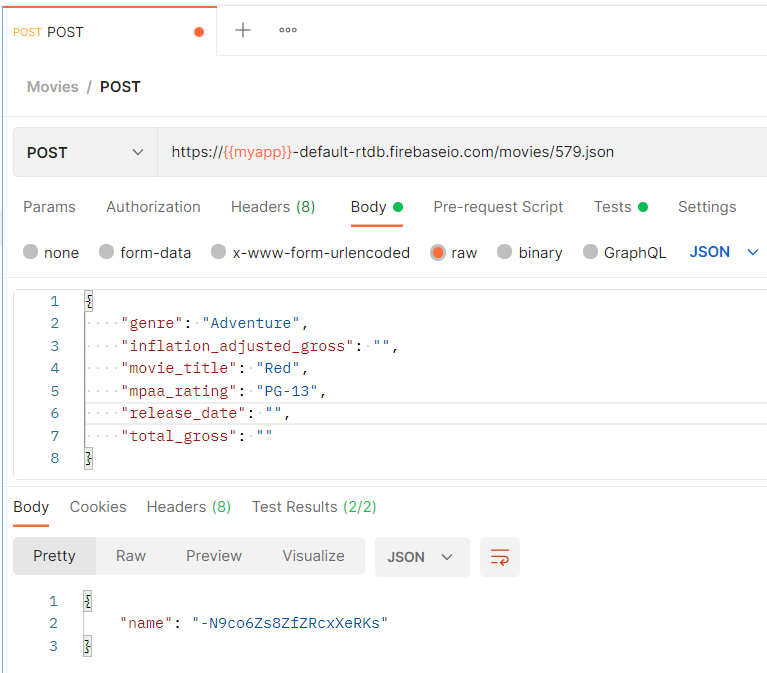 POST POST
Movies / POST
POST https://{{myapp}}-default-rtdb.firebaseio.com/movies/579.json
Params Authorization Headers (8) Body Pre-request Script Tests Settings
none form-data x-www-form-urlencoded raw binary GraphQL JSON
1 {
2 "genre": "Adventure",
3 "inflation_adjusted_gross": "",
4 "movie_title": "Red",
5 "mpaa_rating": "PG-13",
6 "release_date": "",
7 "total_gross": ""
8 }
Body Cookies Headers (8) Test Results (2/2)
Pretty Raw Preview Visualize JSON
1 {
2 "name": "-N9co6Zs8ZfZRcxXeRKs"
3 }